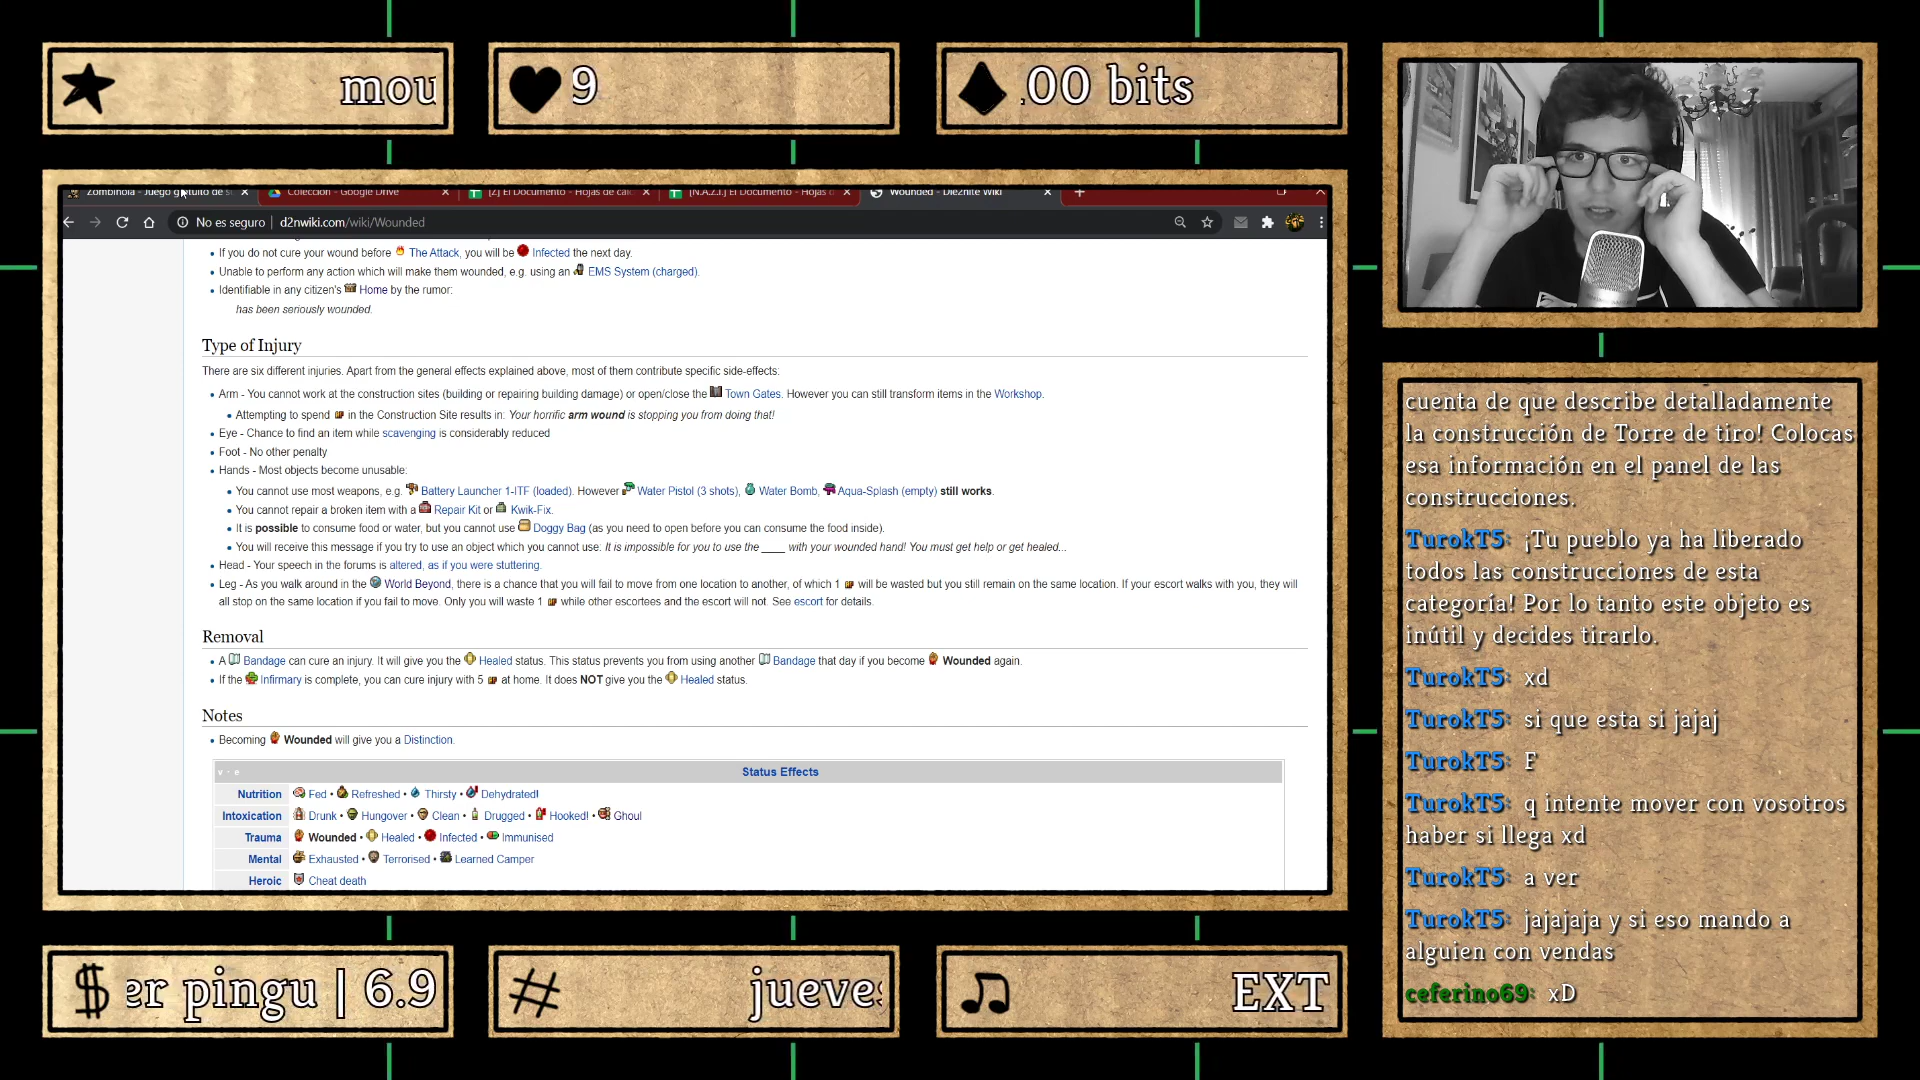 mou
9
.00 bits
Zombinoia - Juego gratuito de s
Colección - Google Drive
[Z] El Documento - Hojas de cál
[N.A.Z.I.] El Documento - Hojas d
Wounded - Die2nite Wiki
No es seguro | d2nwiki.com/wiki/Wounded
If you do not cure your wound before The Attack, you will be Infected the next day.
Unable to perform any action which will make them wounded, e.g. using an EMS System (charged).
Identifiable in any citizen's Home by the rumor:
has been seriously wounded.
Type of Injury
There are six different injuries. Apart from the general effects explained above, most of them contribute specific side-effects:
Arm - You cannot work at the construction sites (building or repairing building damage) or open/close the Town Gates. However you can still transform items in the Workshop.
Attempting to spend in the Construction Site results in: Your horrific arm wound is stopping you from doing that!
Eye - Chance to find an item while scavenging is considerably reduced
Foot - No other penalty
Hands - Most objects become unusable:
You cannot use most weapons, e.g. Battery Launcher 1-ITF (loaded). However Water Pistol (3 shots), Water Bomb, Aqua-Splash (empty) still works.
You cannot repair a broken item with a Repair Kit or Kwik-Fix.
It is possible to consume food or water, but you cannot use Doggy Bag (as you need to open before you can consume the food inside).
You will receive this message if you try to use an object which you cannot use: It is impossible for you to use the ____ with your wounded hand! You must get help or get healed...
Head - Your speech in the forums is altered, as if you were stuttering.
Leg - As you walk around in the World Beyond, there is a chance that you will fail to move from one location to another, of which 1 will be wasted but you still remain on the same location. If your escort walks with you, they will
all stop on the same location if you fail to move. Only you will waste 1 while other escortees and the escort will not. See escort for details.
Removal
A Bandage can cure an injury. It will give you the Healed status. This status prevents you from using another Bandage that day if you become Wounded again.
If the Infirmary is complete, you can cure injury with 5 at home. It does NOT give you the Healed status.
Notes
Becoming Wounded will give you a Distinction.
v · e
Status Effects
Nutrition Fed • Refreshed • Thirsty • Dehydrated!
Intoxication Drunk • Hungover • Clean • Drugged • Hooked! • Ghoul
Trauma Wounded • Healed • Infected • Immunised
Mental Exhausted • Terrorised • Learned Camper
Heroic Cheat death
cuenta de que describe detalladamente
la construcción de Torre de tiro! Colocas
esa información en el panel de las
construcciones.
TurokT5: ¡Tu pueblo ya ha liberado
todos las construcciones de esta
categoría! Por lo tanto este objeto es
inútil y decides tirarlo.
TurokT5: xd
TurokT5: si que esta si jajaj
TurokT5: F
TurokT5: q intente mover con vosotros
haber si llega xd
TurokT5: a ver
TurokT5: jajajaja y si eso mando a
alguien con vendas
ceferino69: xD
$ er pingu | 6.9
# jueves
EXT